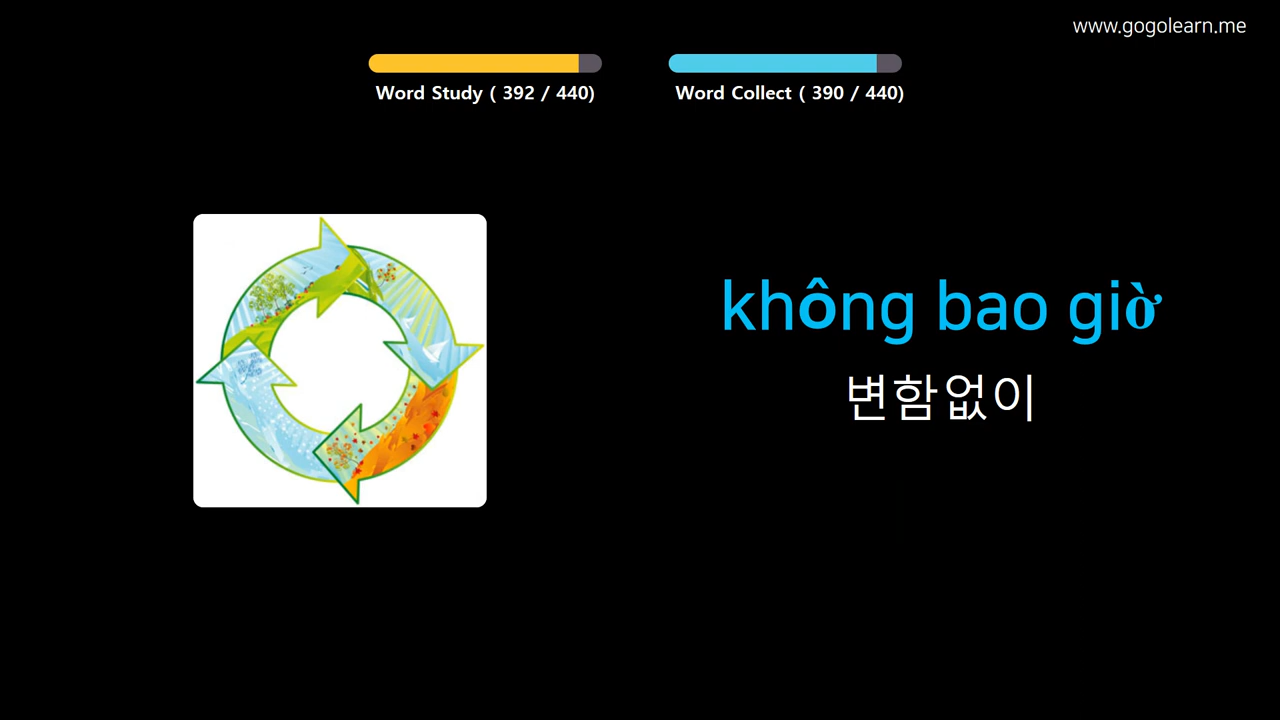 www.gogolearn.me
Word Study ( 392 / 440)
Word Collect ( 390 / 440)
không bao giờ
변함없이